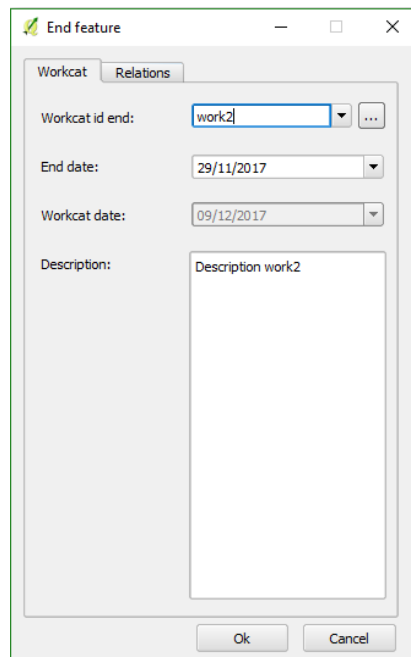 End feature
Workcat Relations
Workcat id end: work2 ...
End date: 29/11/2017
Workcat date: 09/12/2017
Description: Description work2
Ok Cancel